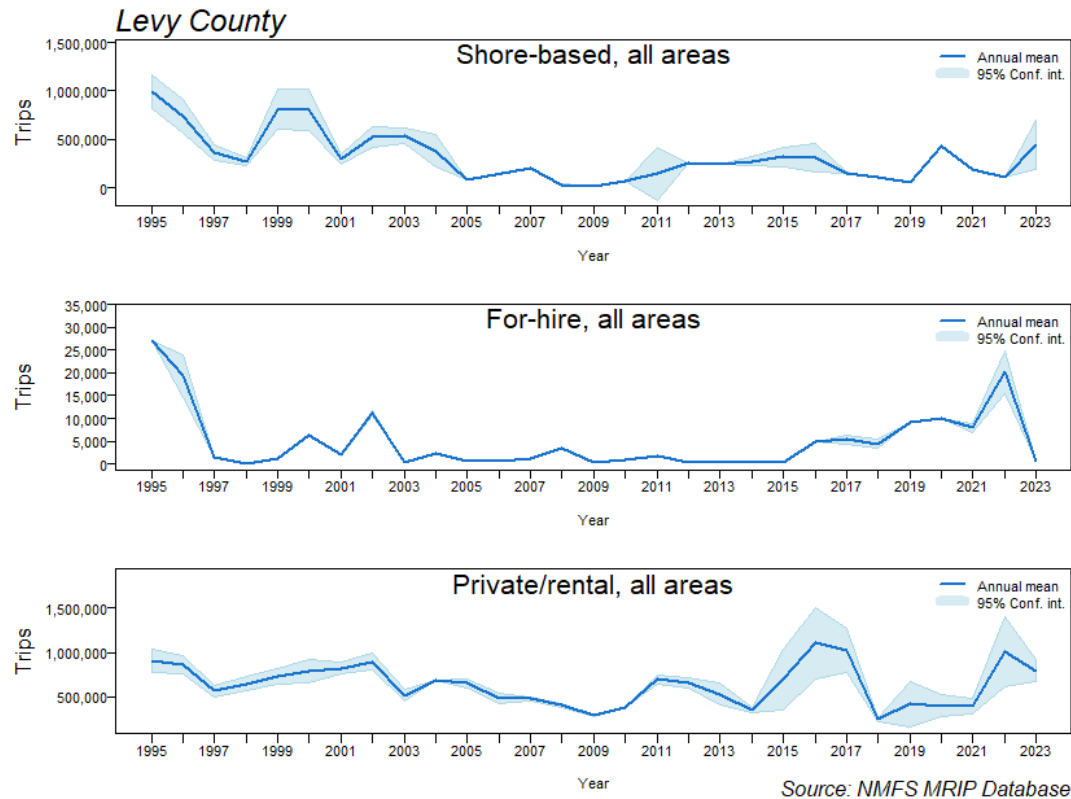 Levy County
Shore-based, all areas
Annual mean
95% Conf. int.
Trips
1,500,000
1,000,000
500,000
0
1995 1997 1999 2001 2003 2005 2007 2009 2011 2013 2015 2017 2019 2021 2023
Year
For-hire, all areas
Annual mean
95% Conf. int.
Trips
35,000
30,000
25,000
20,000
15,000
10,000
5,000
0
1995 1997 1999 2001 2003 2005 2007 2009 2011 2013 2015 2017 2019 2021 2023
Year
Private/rental, all areas
Annual mean
95% Conf. int.
Trips
1,500,000
1,000,000
500,000
1995 1997 1999 2001 2003 2005 2007 2009 2011 2013 2015 2017 2019 2021 2023
Year
Source: NMFS MRIP Database